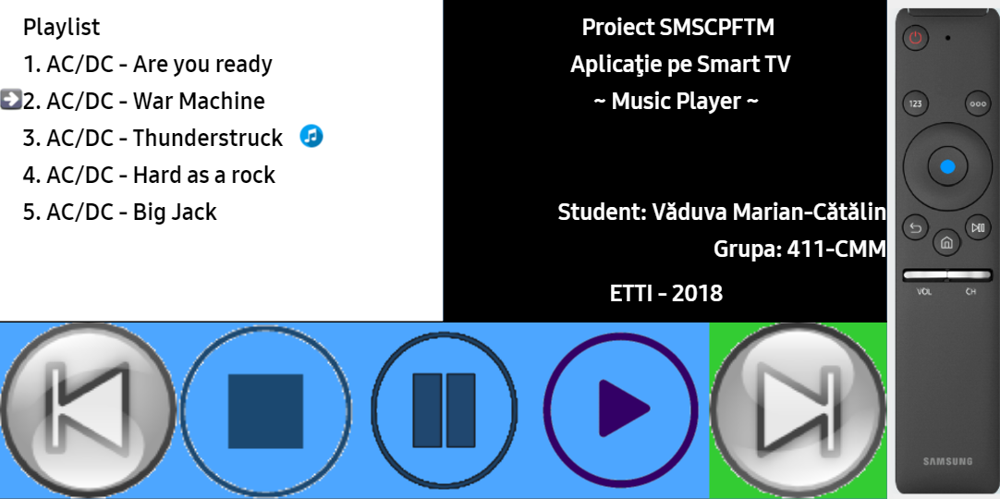 Playlist
1. AC/DC - Are you ready
2. AC/DC - War Machine
3. AC/DC - Thunderstruck
4. AC/DC - Hard as a rock
5. AC/DC - Big Jack
Proiect SMSCPFTM
Aplicaţie pe Smart TV
~ Music Player ~
Student: Văduva Marian-Cătălin
Grupa: 411-CMM
ETTI - 2018
123
VOL CH
SAMSUNG